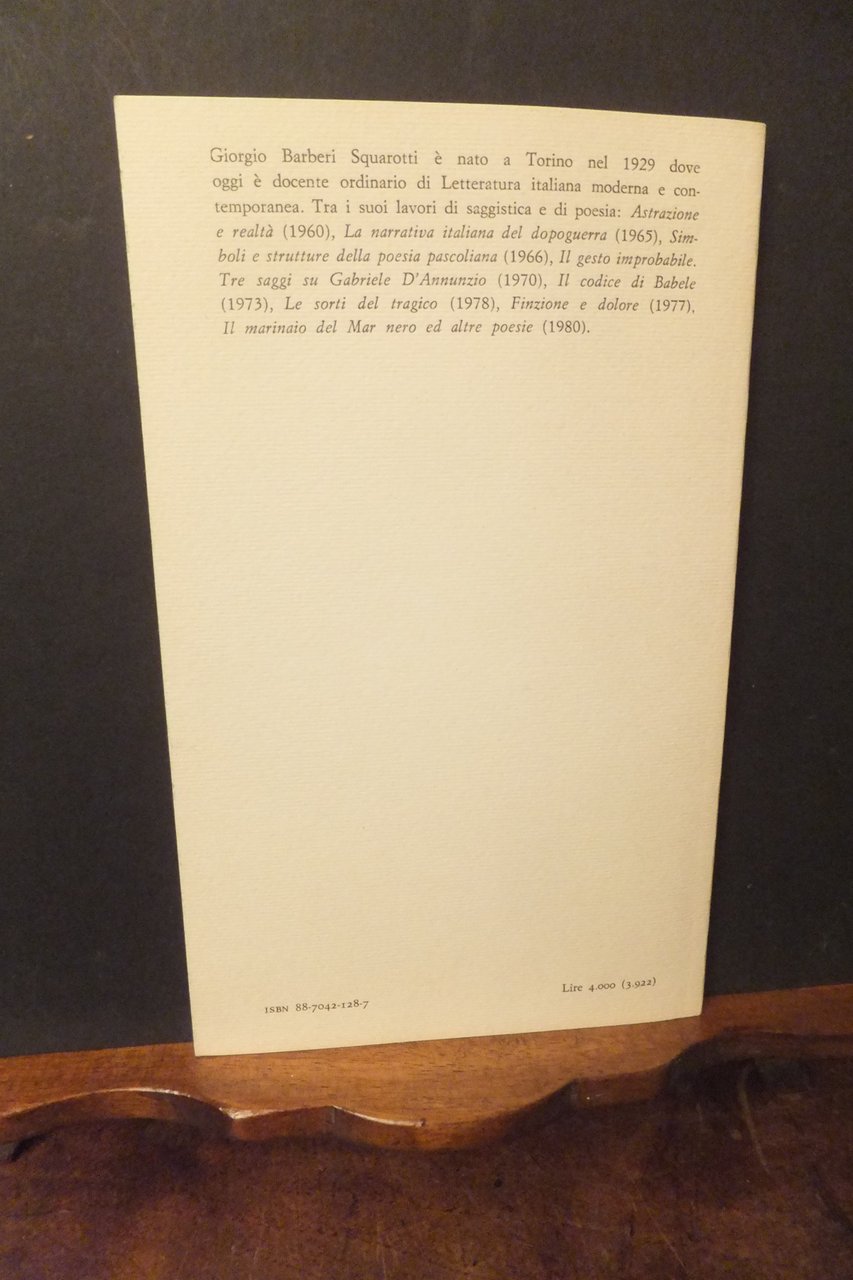 Giorgio Barberi Squarotti è nato a Torino nel 1929 dove
oggi è docente ordinario di Letteratura italiana moderna e con-
temporanea. Tra i suoi lavori di saggistica e di poesia: Astrazione
e realtà (1960), La narrativa italiana del dopoguerra (1965), Sim-
boli e strutture della poesia pascoliana (1966), Il gesto improbabile.
Tre saggi su Gabriele D'Annunzio (1970), Il codice di Babele
(1973), Le sorti del tragico (1978), Finzione e dolore (1977),
Il marinaio del Mar nero ed altre poesie (1980).
ISBN 88-7042-128-7
Lire 4.000 (3.922)